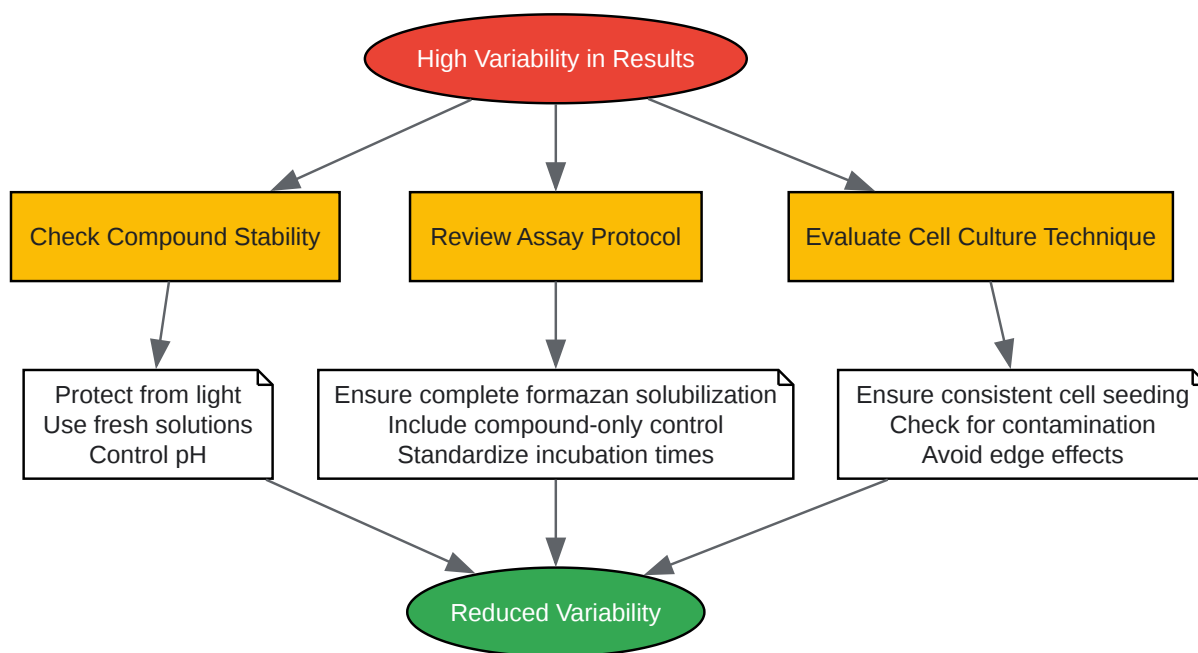 High Variability in Results
Check Compound Stability
Review Assay Protocol
Evaluate Cell Culture Technique
Protect from light
Use fresh solutions
Control pH
Ensure complete formazan solubilization
Include compound-only control
Standardize incubation times
Ensure consistent cell seeding
Check for contamination
Avoid edge effects
Reduced Variability